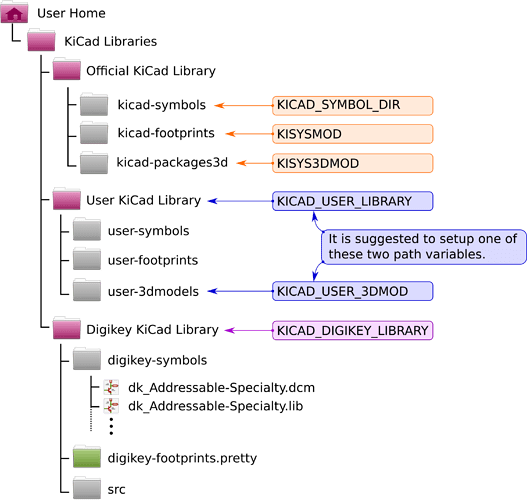 User Home
KiCad Libraries
Official KiCad Library
kicad-symbols KICAD_SYMBOL_DIR
kicad-footprints KISYSMOD
kicad-packages3d KISYS3DMOD
User KiCad Library KICAD_USER_LIBRARY
user-symbols
It is suggested to setup one of
these two path variables.
user-footprints
user-3dmodels KICAD_USER_3DMOD
Digikey KiCad Library KICAD_DIGIKEY_LIBRARY
digikey-symbols
dk_Addressable-Specialty.dcm
dk_Addressable-Specialty.lib
digikey-footprints.pretty
src